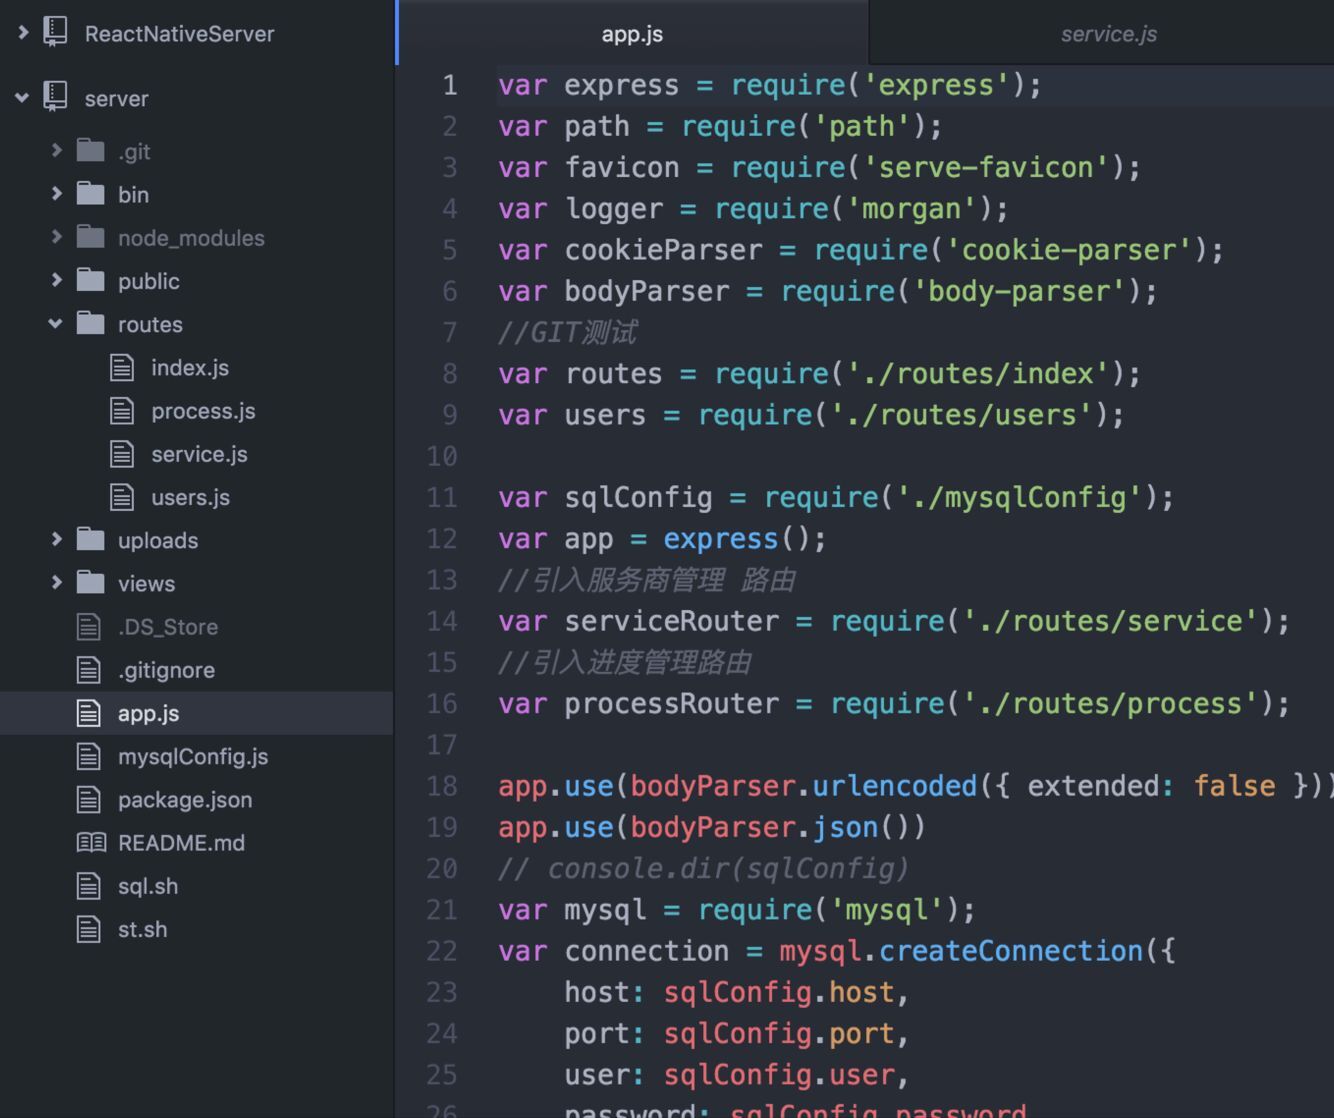 ReactNativeServer
server
.git
bin
node_modules
public
routes
index.js
process.js
service.js
users.js
uploads
views
.DS_Store
.gitignore
app.js
mysqlConfig.js
package.json
README.md
sql.sh
st.sh
app.js
service.js
1 var express = require('express');
2 var path = require('path');
3 var favicon = require('serve-favicon');
4 var logger = require('morgan');
5 var cookieParser = require('cookie-parser');
6 var bodyParser = require('body-parser');
7 //GIT测试
8 var routes = require('./routes/index');
9 var users = require('./routes/users');
10
11 var sqlConfig = require('./mysqlConfig');
12 var app = express();
13 //引入服务商管理 路由
14 var serviceRouter = require('./routes/service');
15 //引入进度管理路由
16 var processRouter = require('./routes/process');
17
18 app.use(bodyParser.urlencoded({ extended: false }))
19 app.use(bodyParser.json())
20 // console.dir(sqlConfig)
21 var mysql = require('mysql');
22 var connection = mysql.createConnection({
23 host: sqlConfig.host,
24 port: sqlConfig.port,
25 user: sqlConfig.user,
26 password: sqlConfig.password